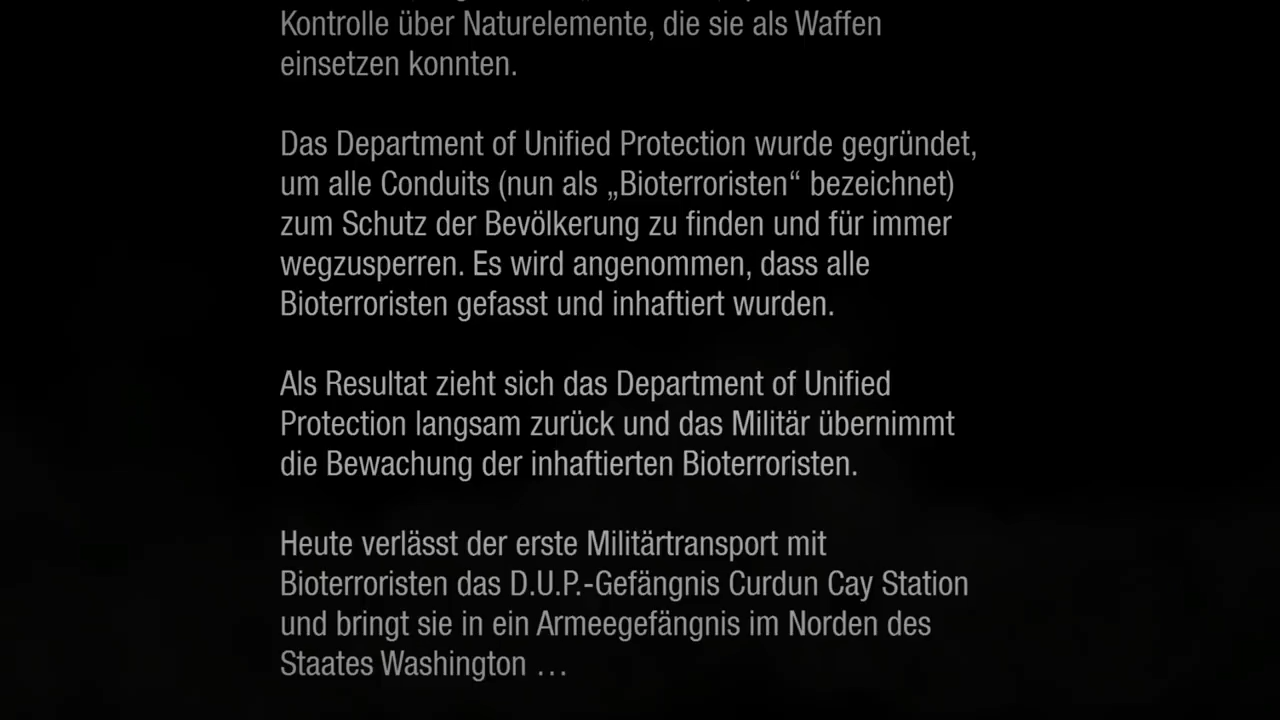 Kontrolle über Naturelemente, die sie als Waffen
einsetzen konnten.
Das Department of Unified Protection wurde gegründet,
um alle Conduits (nun als „Bioterroristen“ bezeichnet)
zum Schutz der Bevölkerung zu finden und für immer
wegzusperren. Es wird angenommen, dass alle
Bioterroristen gefasst und inhaftiert wurden.
Als Resultat zieht sich das Department of Unified
Protection langsam zurück und das Militär übernimmt
die Bewachung der inhaftierten Bioterroristen.
Heute verlässt der erste Militärtransport mit
Bioterroristen das D.U.P.-Gefängnis Curdun Cay Station
und bringt sie in ein Armeegefängnis im Norden des
Staates Washington …